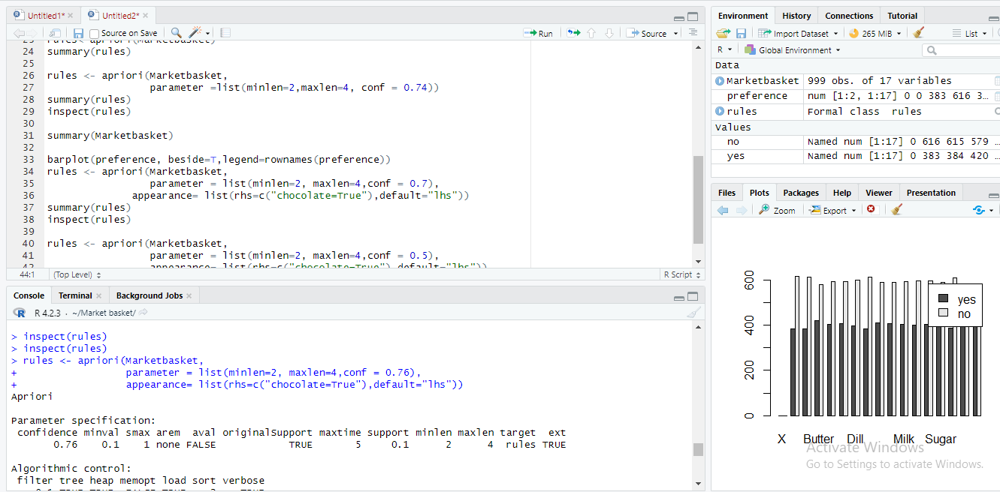 Untitled1*
Untitled2*
Source on Save
Run
Source
23 rules<- apriori(Marketbasket)
24 summary(rules)
25
26 rules <- apriori(Marketbasket,
27 parameter =list(minlen=2,maxlen=4, conf = 0.74))
28 summary(rules)
29 inspect(rules)
30
31 summary(Marketbasket)
32
33 barplot(preference, beside=T,legend=rownames(preference))
34 rules <- apriori(Marketbasket,
35 parameter = list(minlen=2, maxlen=4,conf = 0.7),
36 appearance= list(rhs=c("chocolate=True"),default="lhs"))
37 summary(rules)
38 inspect(rules)
39
40 rules <- apriori(Marketbasket,
41 parameter = list(minlen=2, maxlen=4,conf = 0.5),
42 appearance= list(rhs=c("chocolate=True"),default="lhs"))
44:1 (Top Level) R Script
Console Terminal Background Jobs
R R 4.2.3 · ~/Market basket/
> inspect(rules)
> inspect(rules)
> rules <- apriori(Marketbasket,
+ parameter = list(minlen=2, maxlen=4,conf = 0.76),
+ appearance= list(rhs=c("chocolate=True"),default="lhs"))
Apriori
Parameter specification:
confidence minval smax arem aval originalSupport maxtime support minlen maxlen target ext
0.76 0.1 1 none FALSE TRUE 5 0.1 2 4 rules TRUE
Algorithmic control:
filter tree heap memopt load sort verbose
Environment History Connections Tutorial
Import Dataset 265 MiB List
R Global Environment
Data
Marketbasket 999 obs. of 17 variables
preference num [1:2, 1:17] 0 0 383 616 3…
rules Formal class rules
Values
no Named num [1:17] 0 616 615 579 …
yes Named num [1:17] 0 383 384 420 …
Files Plots Packages Help Viewer Presentation
Zoom Export
600
400
200
0
yes
no
X Butter Dill Milk Sugar
Activate Windows
Go to Settings to activate Windows.